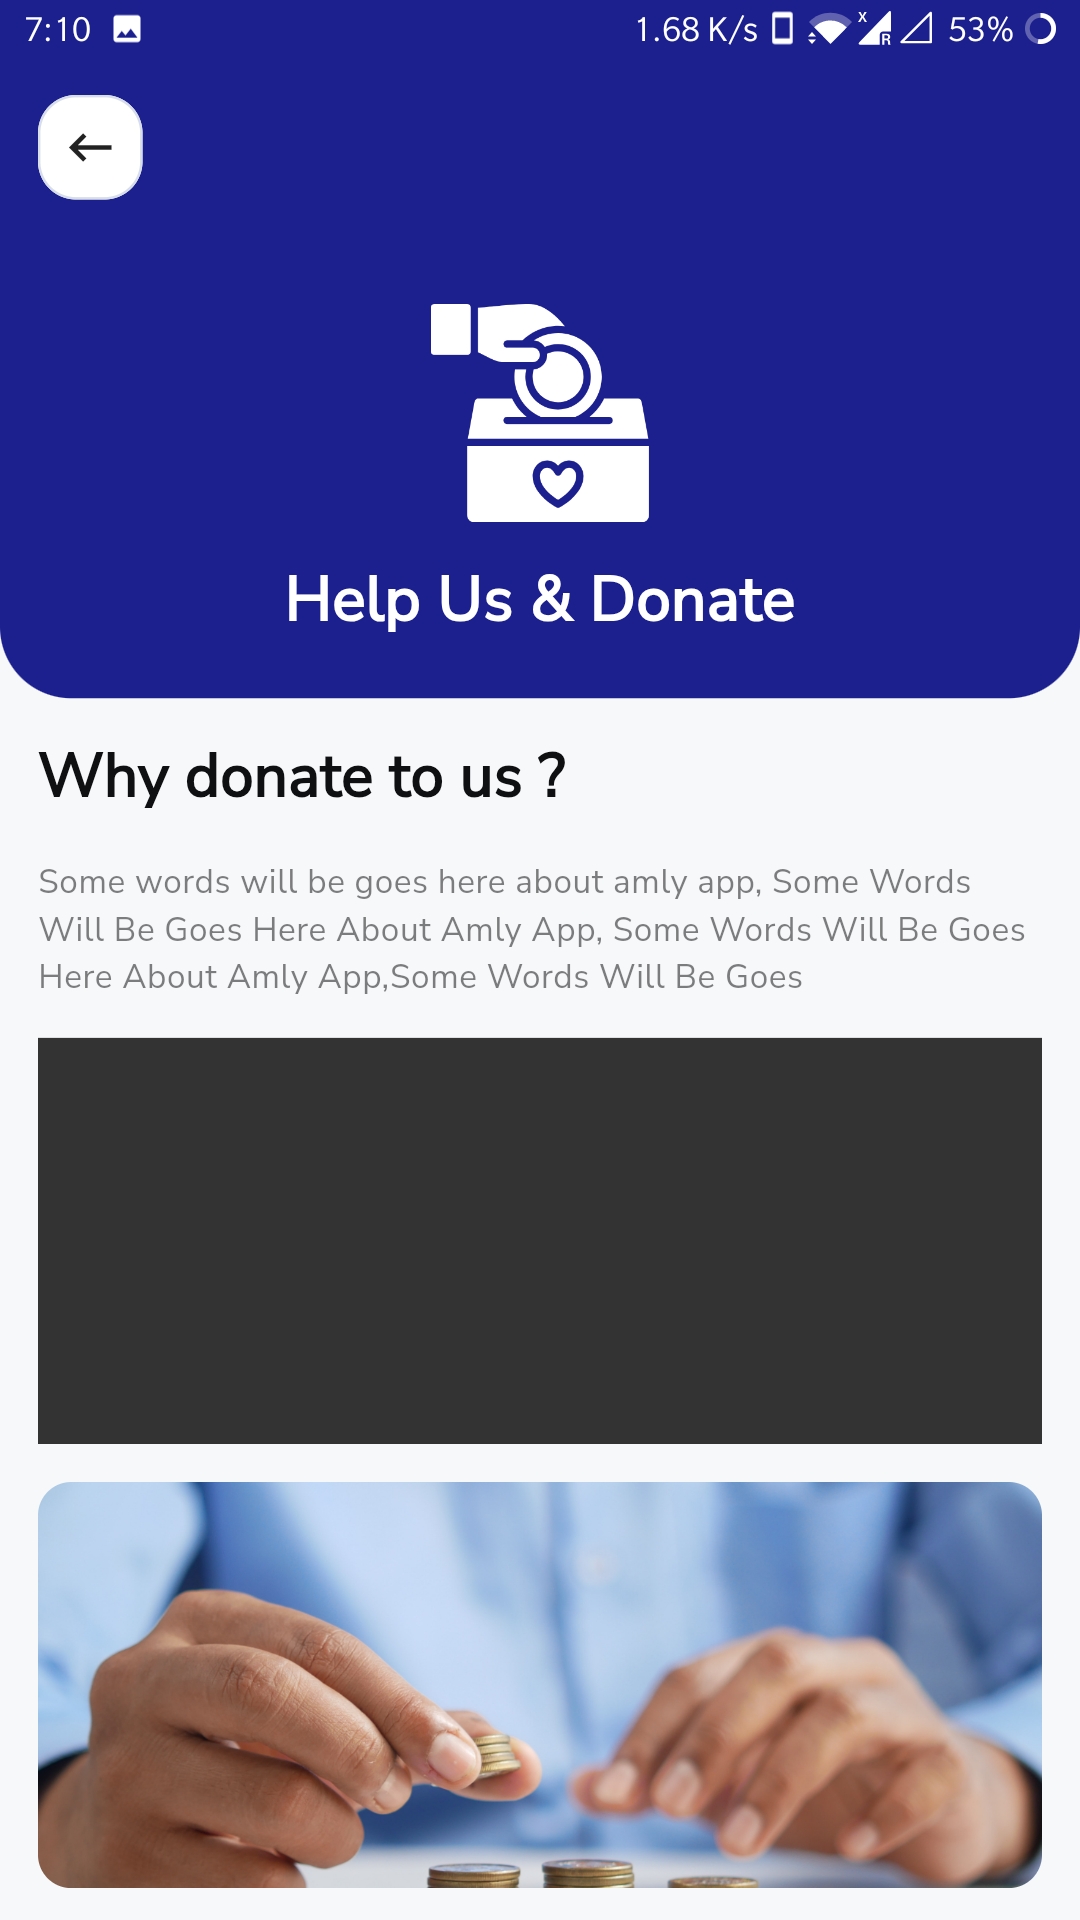 7:10
1.68 K/s
X
R
53%
Help Us & Donate
Why donate to us ?
Some words will be goes here about amly app, Some Words
Will Be Goes Here About Amly App, Some Words Will Be Goes
Here About Amly App,Some Words Will Be Goes